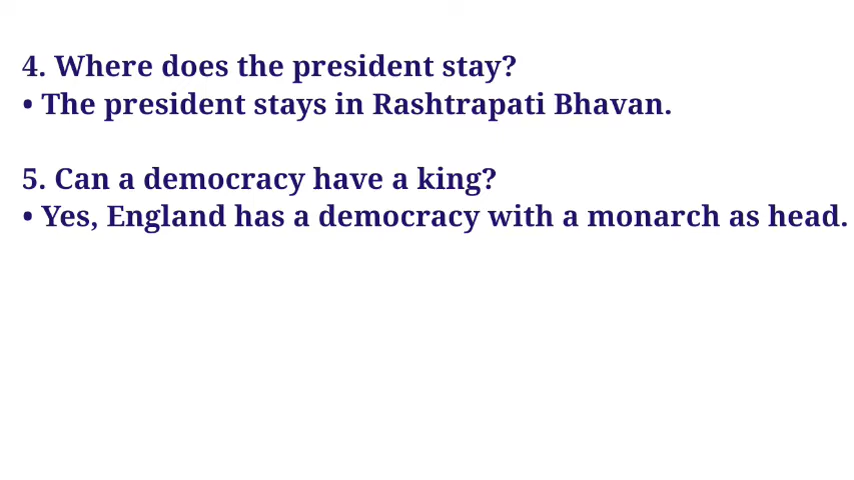 4. Where does the president stay?
• The president stays in Rashtrapati Bhavan.
5. Can a democracy have a king?
• Yes, England has a democracy with a monarch as head.